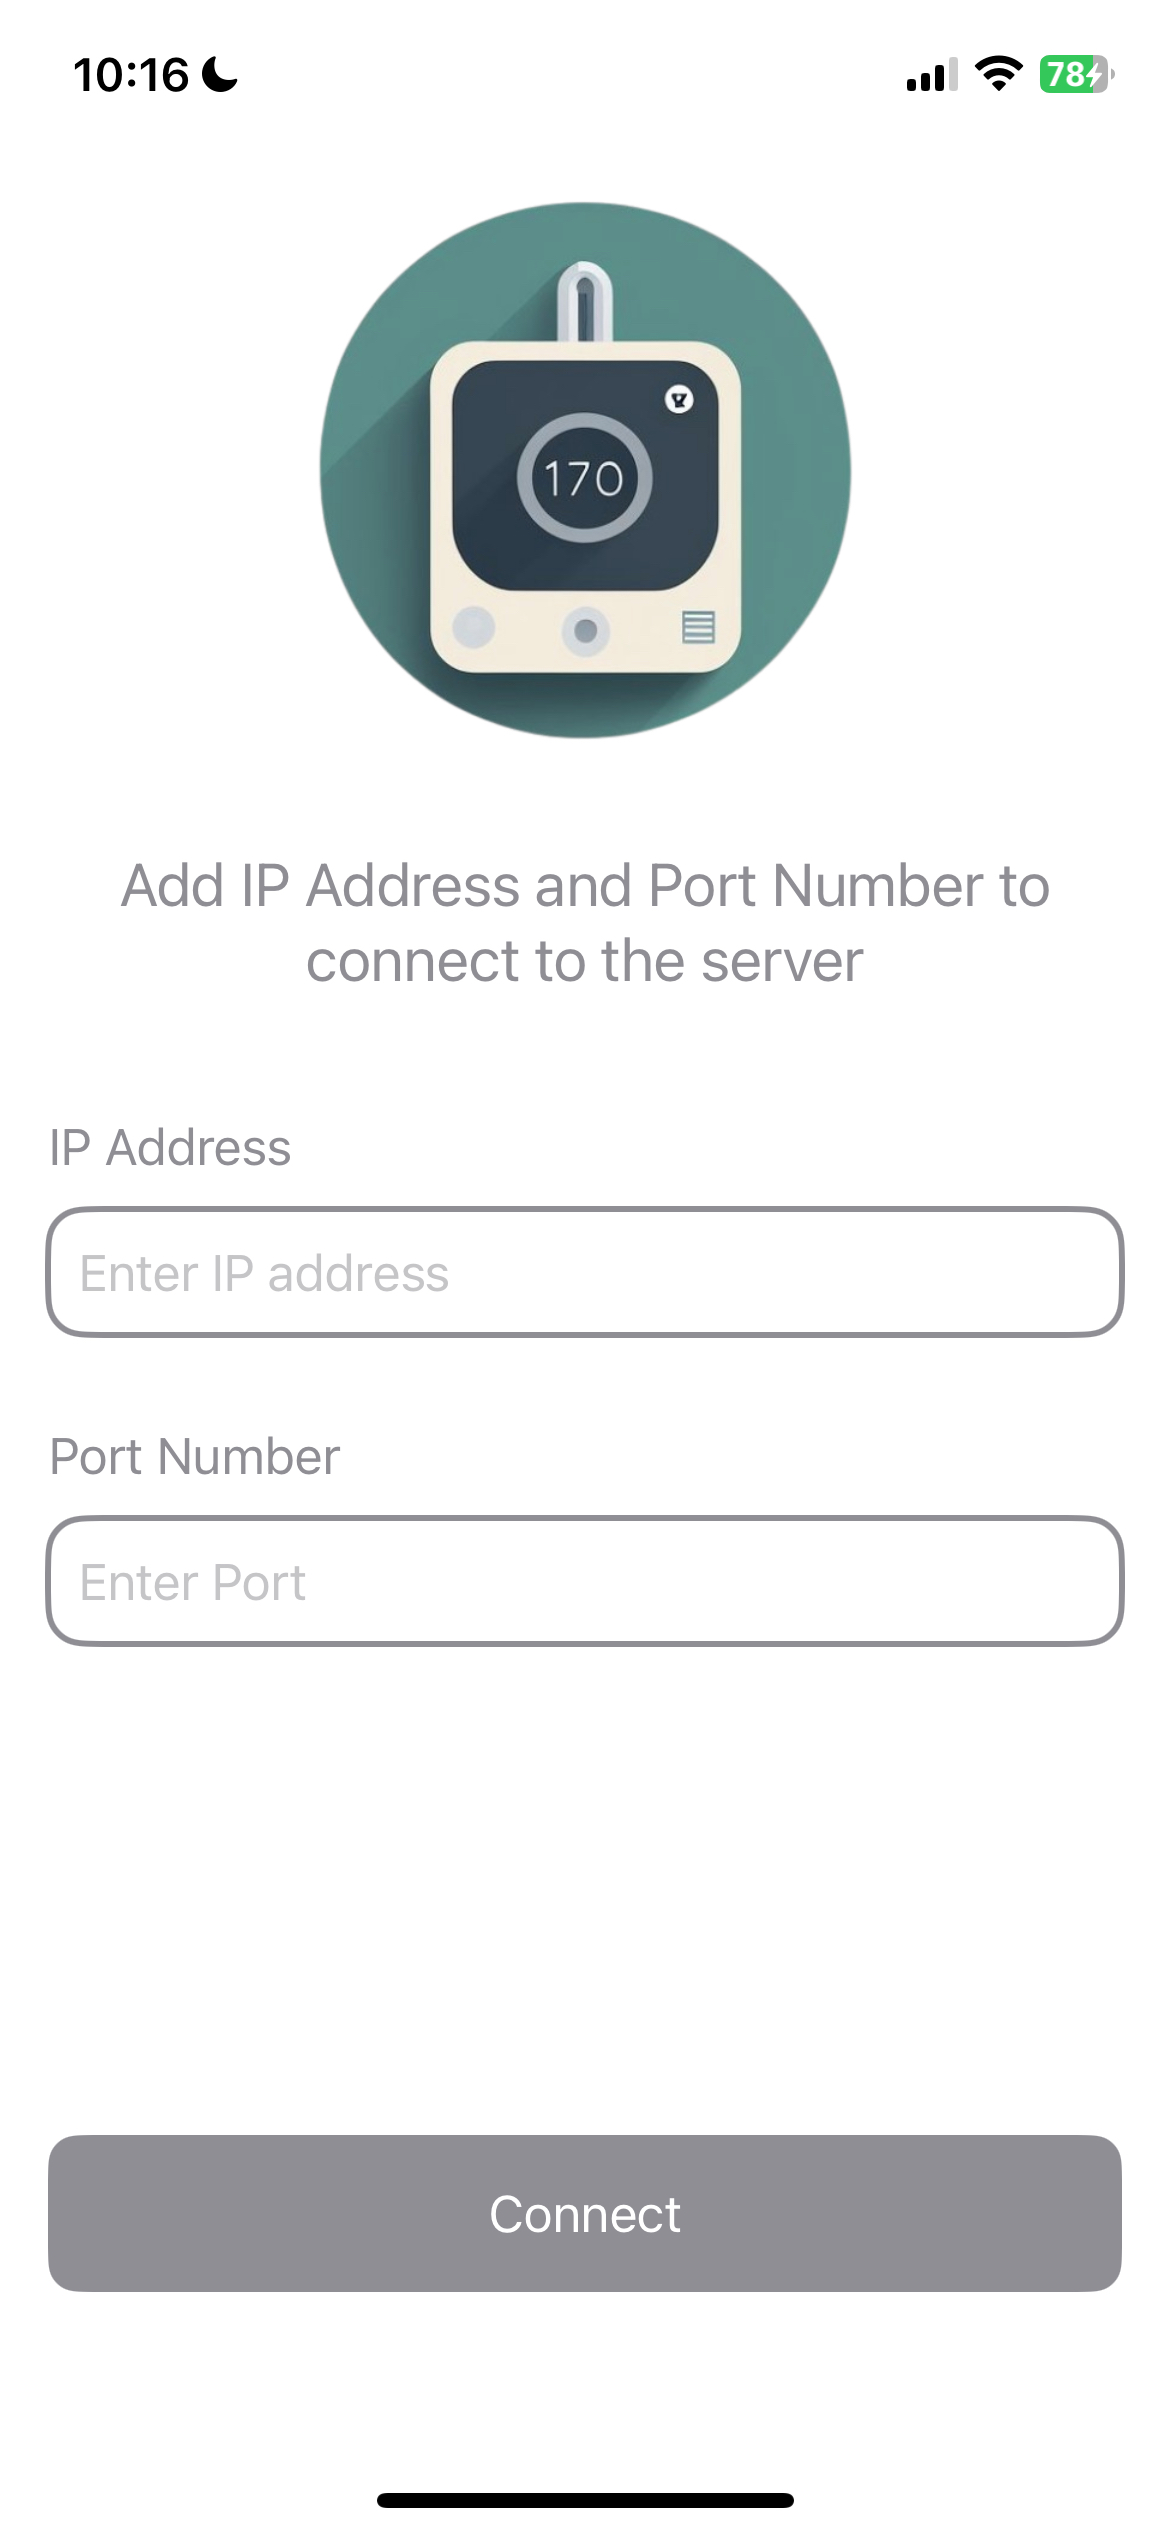 10:16
78
170
Add IP Address and Port Number to
connect to the server
IP Address
Enter IP address
Port Number
Enter Port
Connect